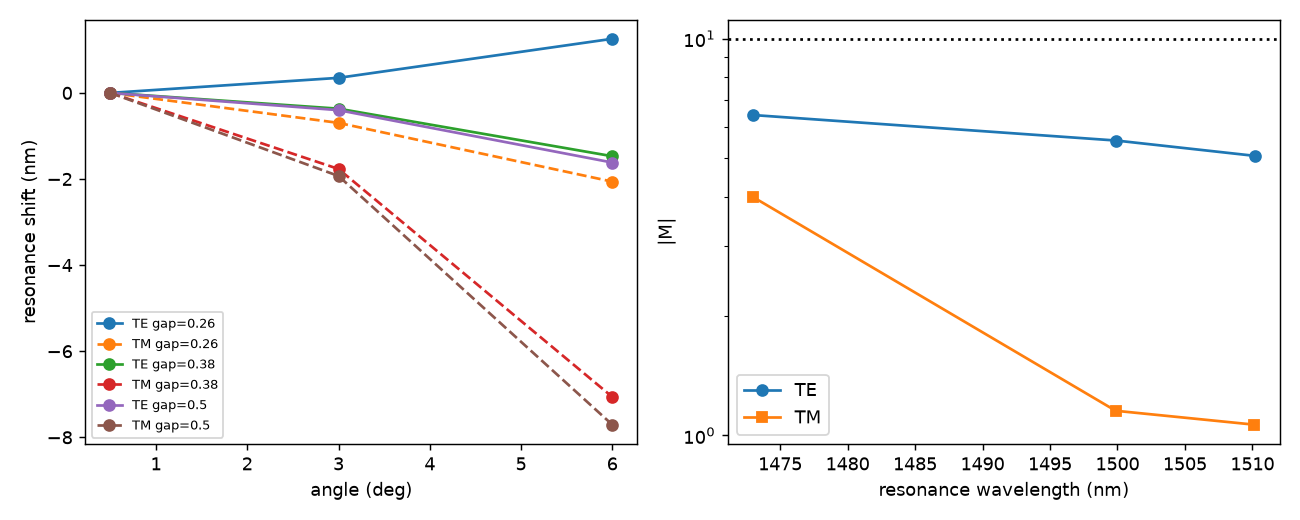 0
−2
−4
−6
−8
resonance shift (nm)
TE gap=0.26
TM gap=0.26
TE gap=0.38
TM gap=0.38
TE gap=0.5
TM gap=0.5
1 2 3 4 5 6
angle (deg)
10¹
10⁰
|M|
TE
TM
1475 1480 1485 1490 1495 1500 1505 1510
resonance wavelength (nm)